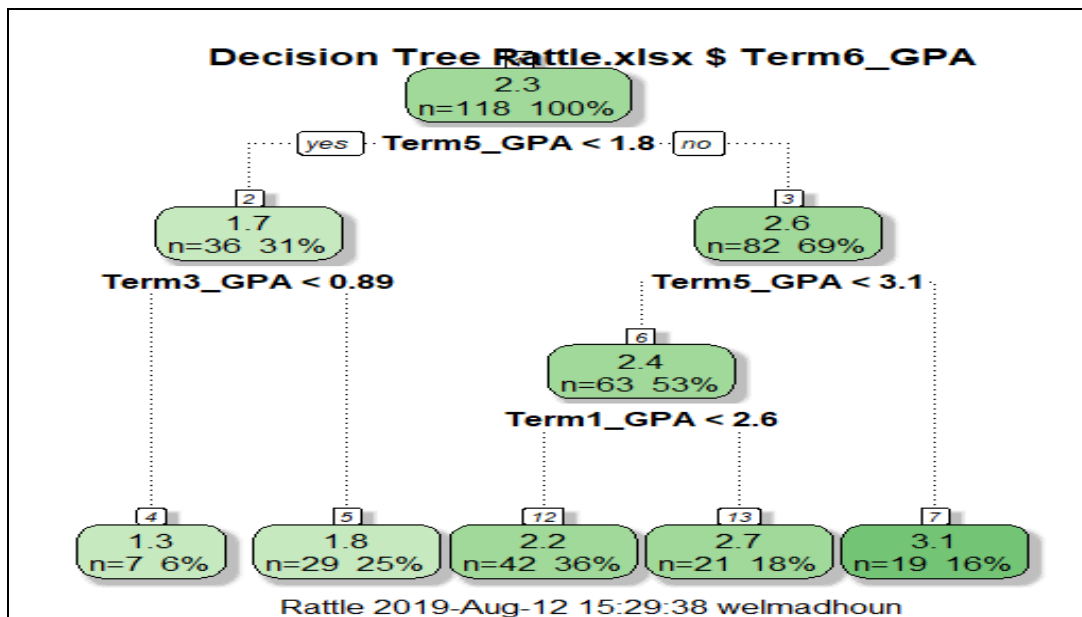 Decision Tree Rattle.xlsx $ Term6_GPA
2.3
n=118 100%
yes Term5_GPA < 1.8 no
2 3
1.7 2.6
n=36 31% n=82 69%
Term3_GPA < 0.89 Term5_GPA < 3.1
6
2.4
n=63 53%
Term1_GPA < 2.6
4 5 12 13 7
1.3 1.8 2.2 2.7 3.1
n=7 6% n=29 25% n=42 36% n=21 18% n=19 16%
Rattle 2019-Aug-12 15:29:38 welmadhoun